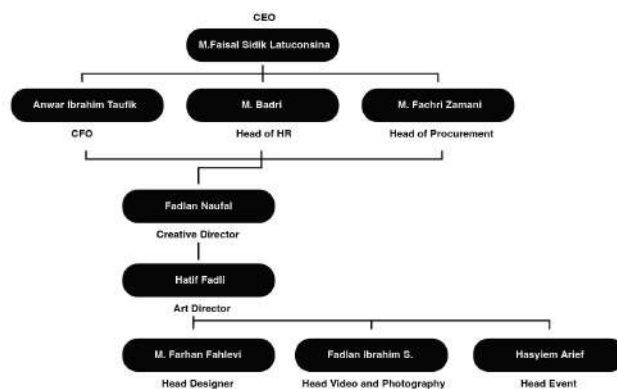 CEO
M.Faisal Sidik Latuconsina
Anwar Ibrahim Taufik
M. Badri
M. Fachri Zamani
CFO
Head of HR
Head of Procurement
Fadlan Naufal
Creative Director
Hatif Fadli
Art Director
M. Farhan Fahlevi
Fadlan Ibrahim S.
Hasyiem Arief
Head Designer
Head Video and Photography
Head Event